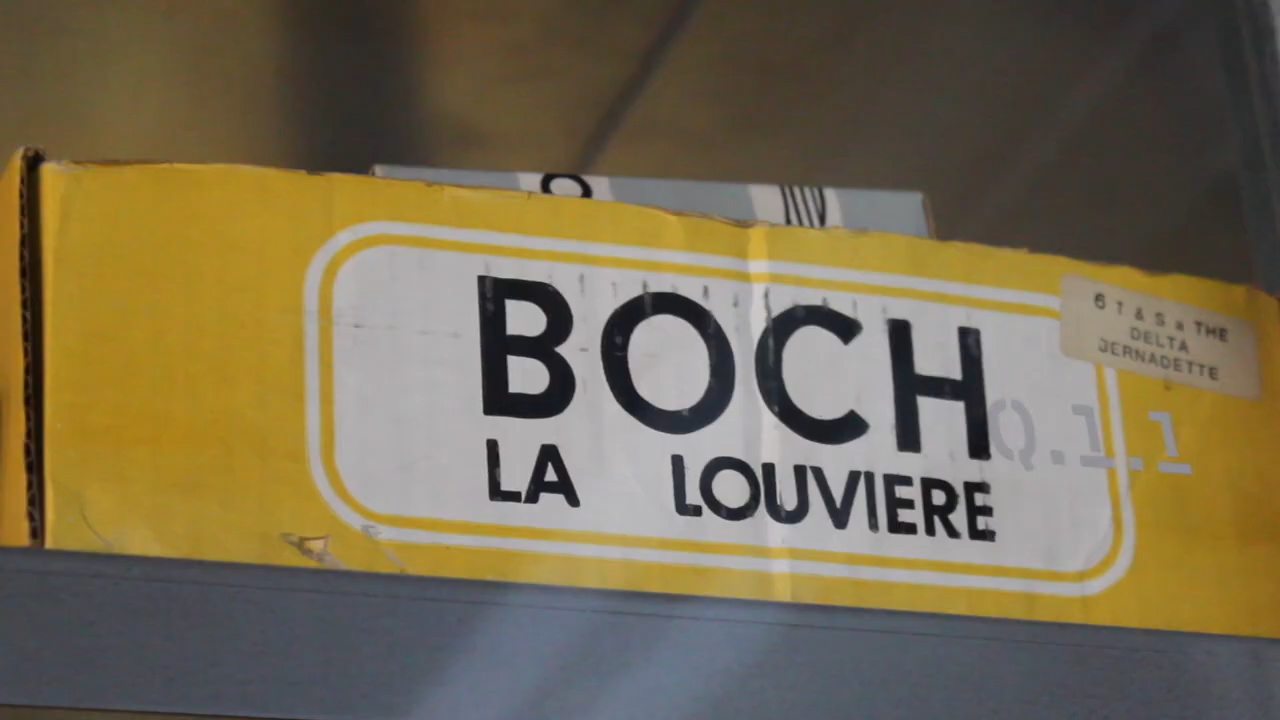 BOCH
LA LOUVIERE
6 T & S a THE
DELTA
JERNADETTE
Q.1 1